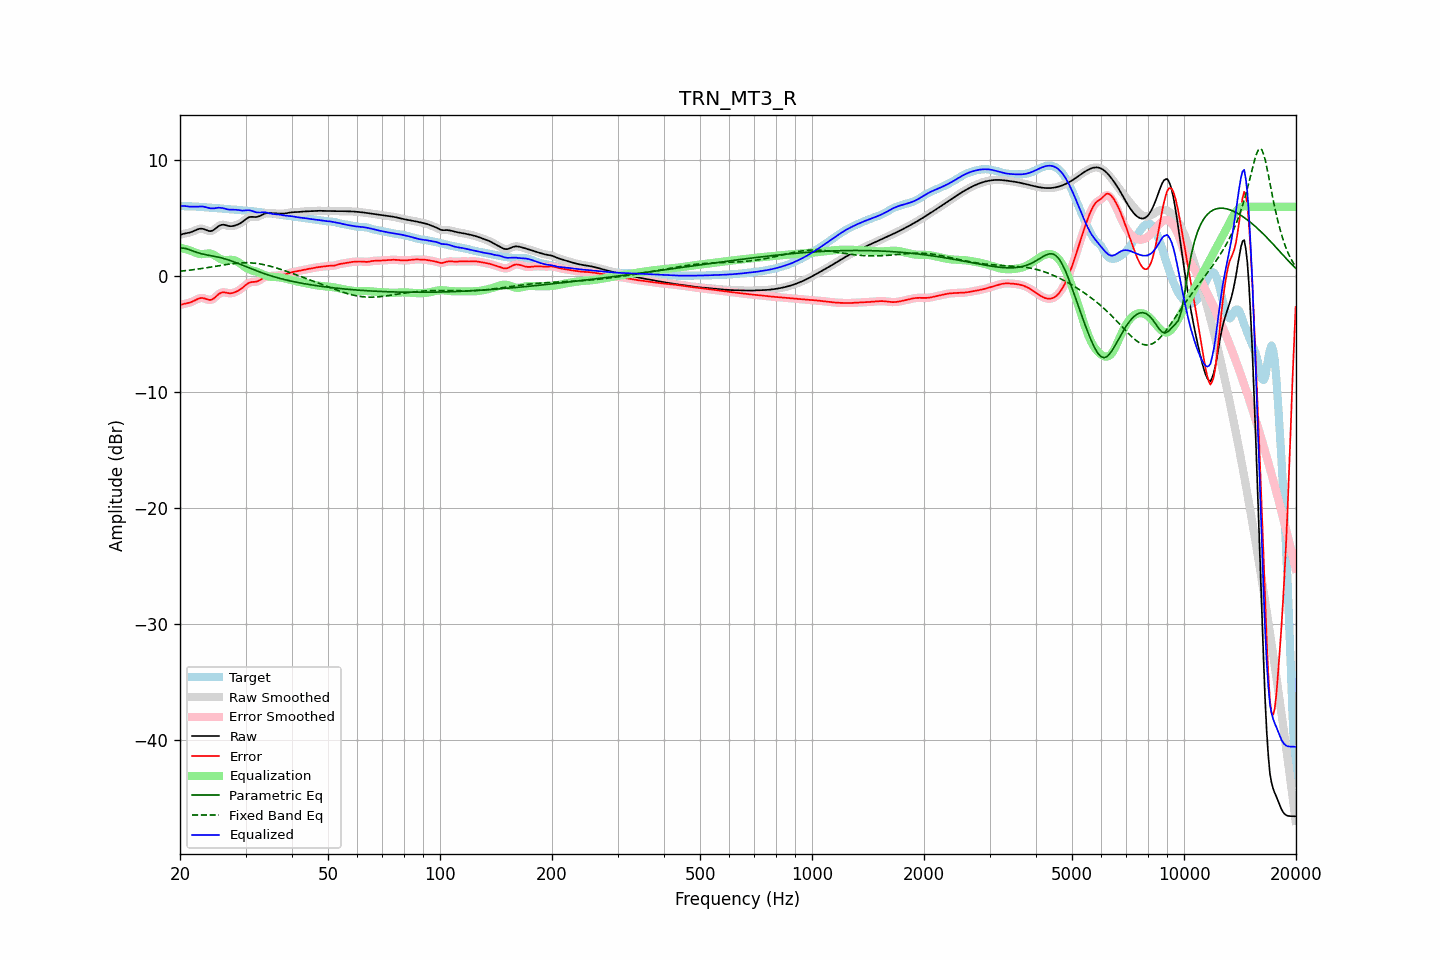 TRN_MT3_R
Amplitude (dBr)
10
0
−10
−20
−30
−40
Target
Raw Smoothed
Error Smoothed
Raw
Error
Equalization
Parametric Eq
Fixed Band Eq
Equalized
20 50 100 200 500 1000 2000 5000 10000 20000
Frequency (Hz)